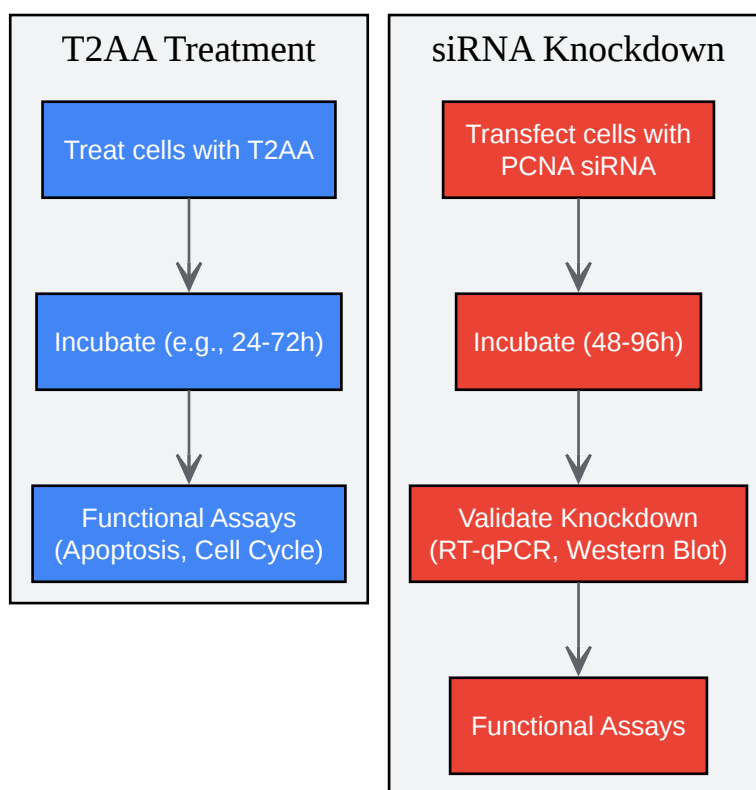 T2AA Treatment
Treat cells with T2AA
Incubate (e.g., 24-72h)
Functional Assays
(Apoptosis, Cell Cycle)
siRNA Knockdown
Transfect cells with
PCNA siRNA
Incubate (48-96h)
Validate Knockdown
(RT-qPCR, Western Blot)
Functional Assays